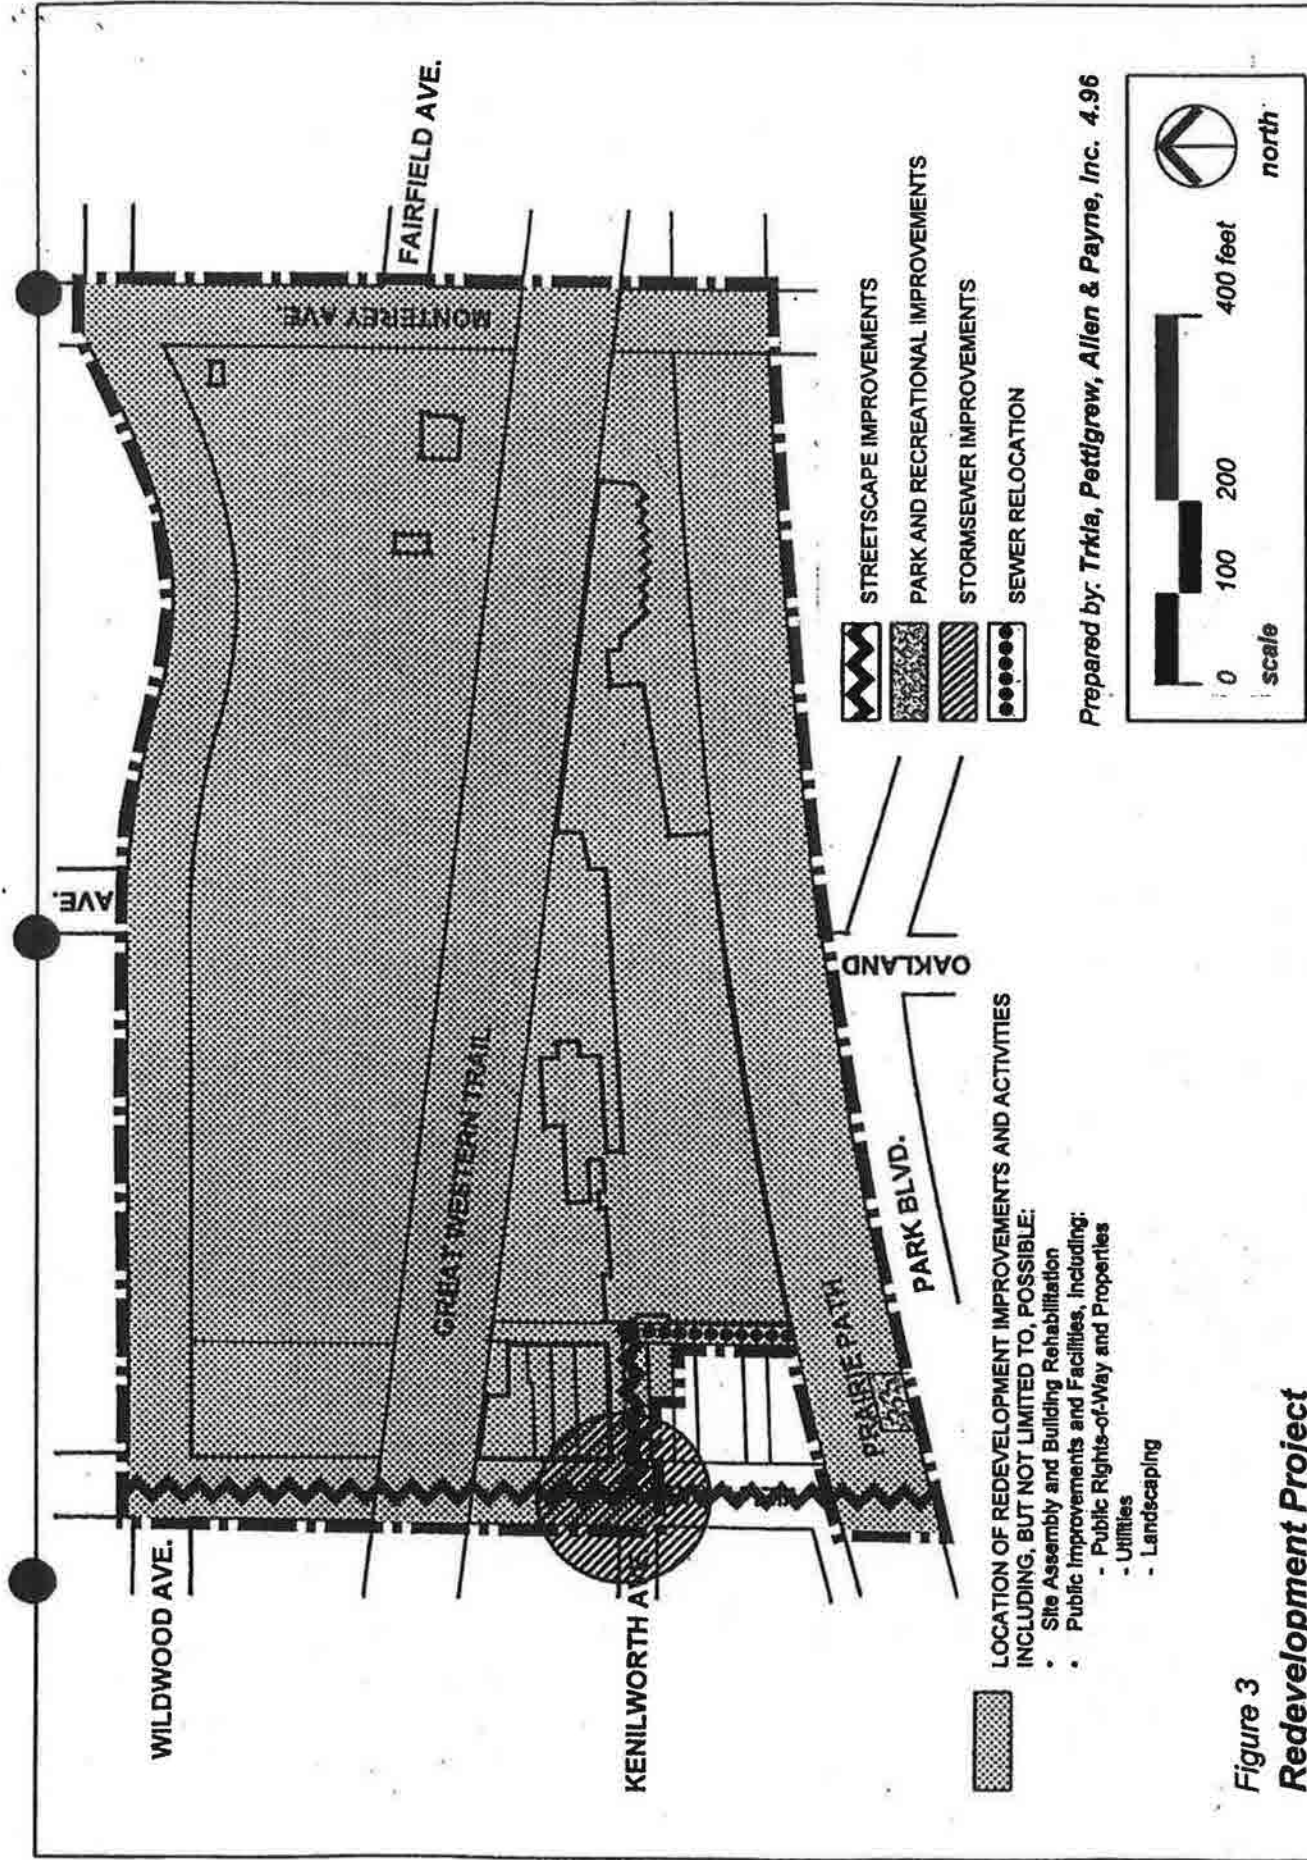 WILDWOOD AVE.
AVE.
FAIRFIELD AVE.
MONTEREY AVE
GREAT WESTERN TRAIL
KENILWORTH
PRAIRIE PATH
PARK BLVD.
OAKLAND
LOCATION OF REDEVELOPMENT IMPROVEMENTS AND ACTIVITIES
INCLUDING, BUT NOT LIMITED TO, POSSIBLE:
• Site Assembly and Building Rehabilitation
• Public Improvements and Facilities, Including:
- Public Rights-of-Way and Properties
- Utilities
- Landscaping
STREETSCAPE IMPROVEMENTS
PARK AND RECREATIONAL IMPROVEMENTS
STORMSEWER IMPROVEMENTS
SEWER RELOCATION
Prepared by: Trkla, Pettigrew, Allen & Payne, Inc. 4.96
0 100 200 400 feet
scale north
Figure 3
Redevelopment Project